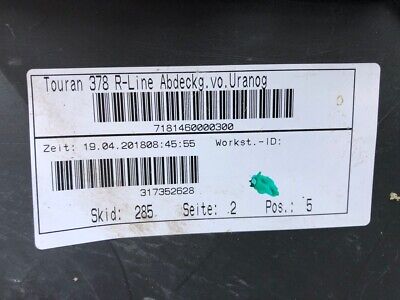 Touran 378 R-Line Abdeckg.vo.Uranog
7181460000300
Zeit: 19.04.201808:45:55 Workst.-ID:
317352628
Skid: 285 Seite: 2 Pos.: 5